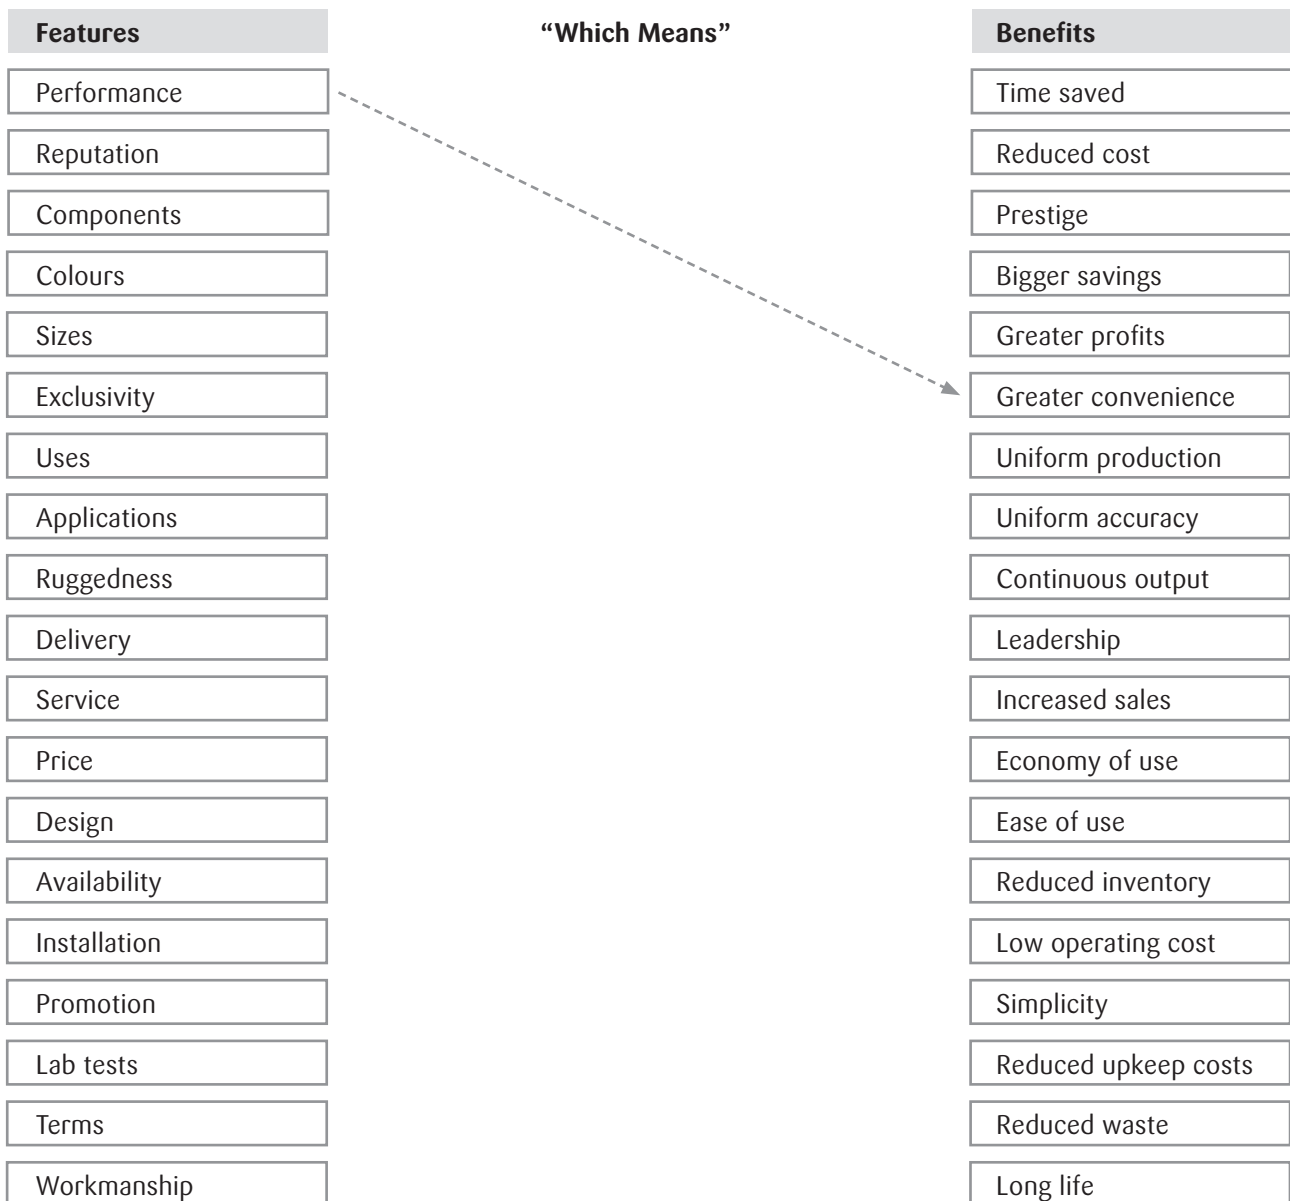 Features “Which Means” Benefits
Performance Time saved
Reputation Reduced cost
Components Prestige
Colours Bigger savings
Sizes Greater profits
Exclusivity Greater convenience
Uses Uniform production
Applications Uniform accuracy
Ruggedness Continuous output
Delivery Leadership
Service Increased sales
Price Economy of use
Design Ease of use
Availability Reduced inventory
Installation Low operating cost
Promotion Simplicity
Lab tests Reduced upkeep costs
Terms Reduced waste
Workmanship Long life